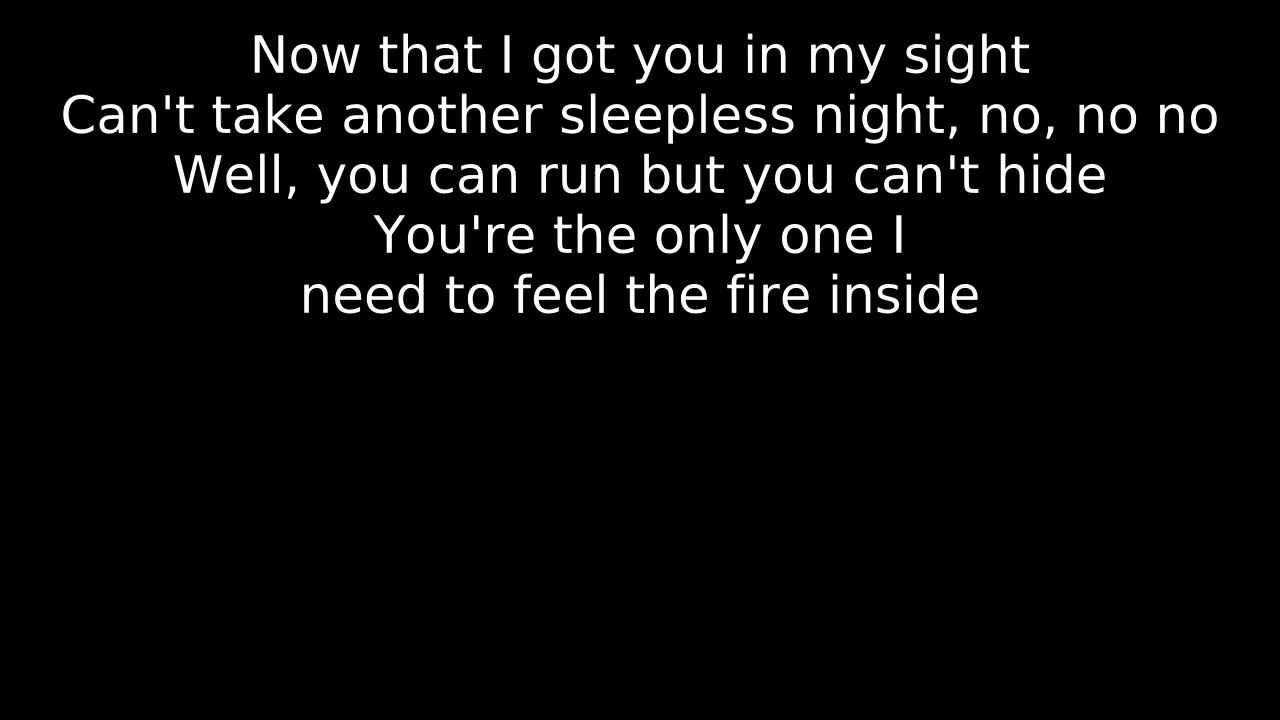 Now that I got you in my sight
Can't take another sleepless night, no, no no
Well, you can run but you can't hide
You're the only one I
need to feel the fire inside